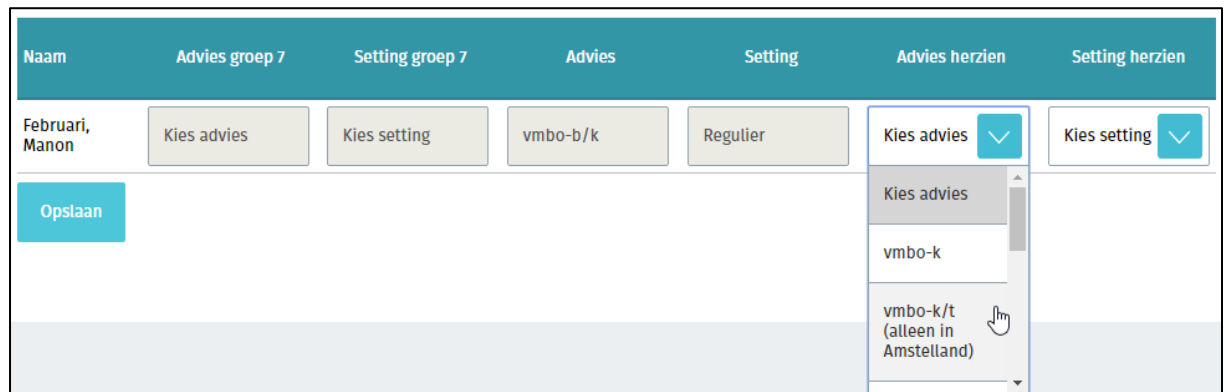 Naam Advies groep 7 Setting groep 7 Advies Setting Advies herzien Setting herzien
Februari,
Manon
Kies advies Kies setting vmbo-b/k Regulier Kies advies Kies setting
Opslaan
Kies advies
vmbo-k
vmbo-k/t
(alleen in
Amstelland)